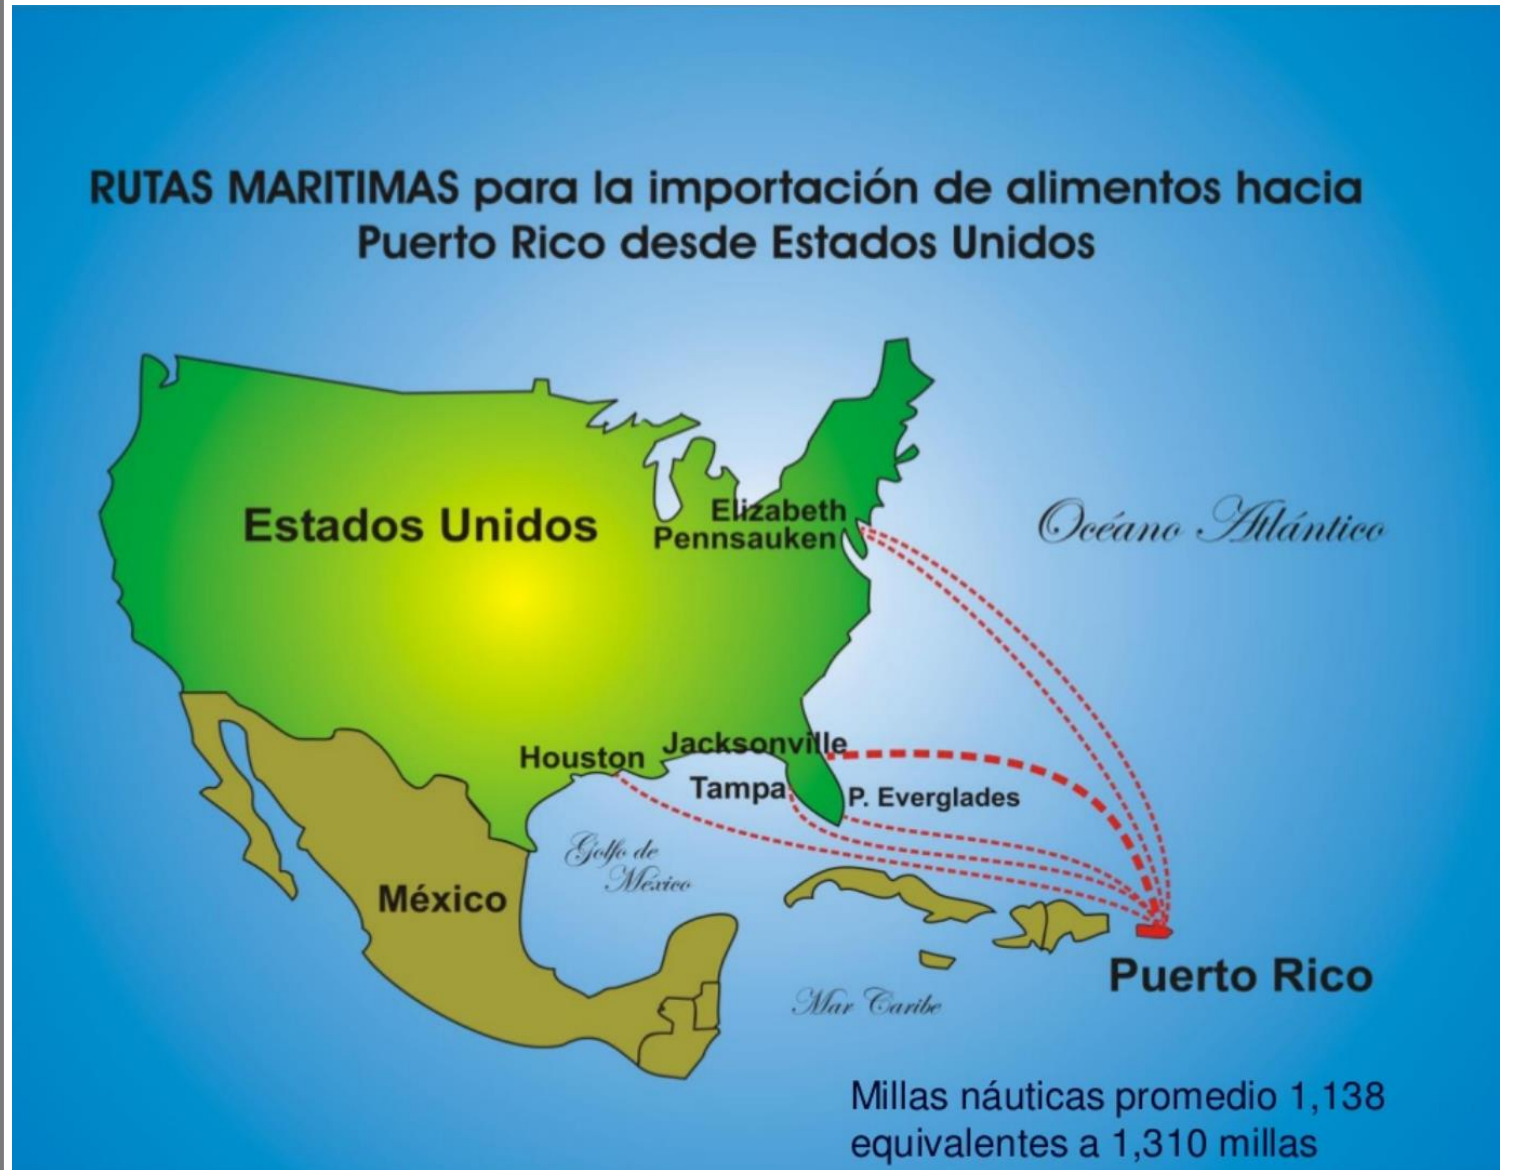 RUTAS MARITIMAS para la importación de alimentos hacia
Puerto Rico desde Estados Unidos
Estados Unidos
Elizabeth
Pennsauken
Océano Atlántico
Houston
Jacksonville
Tampa
P. Everglades
Golfo de
México
México
Puerto Rico
Mar Caribe
Millas náuticas promedio 1,138
equivalentes a 1,310 millas